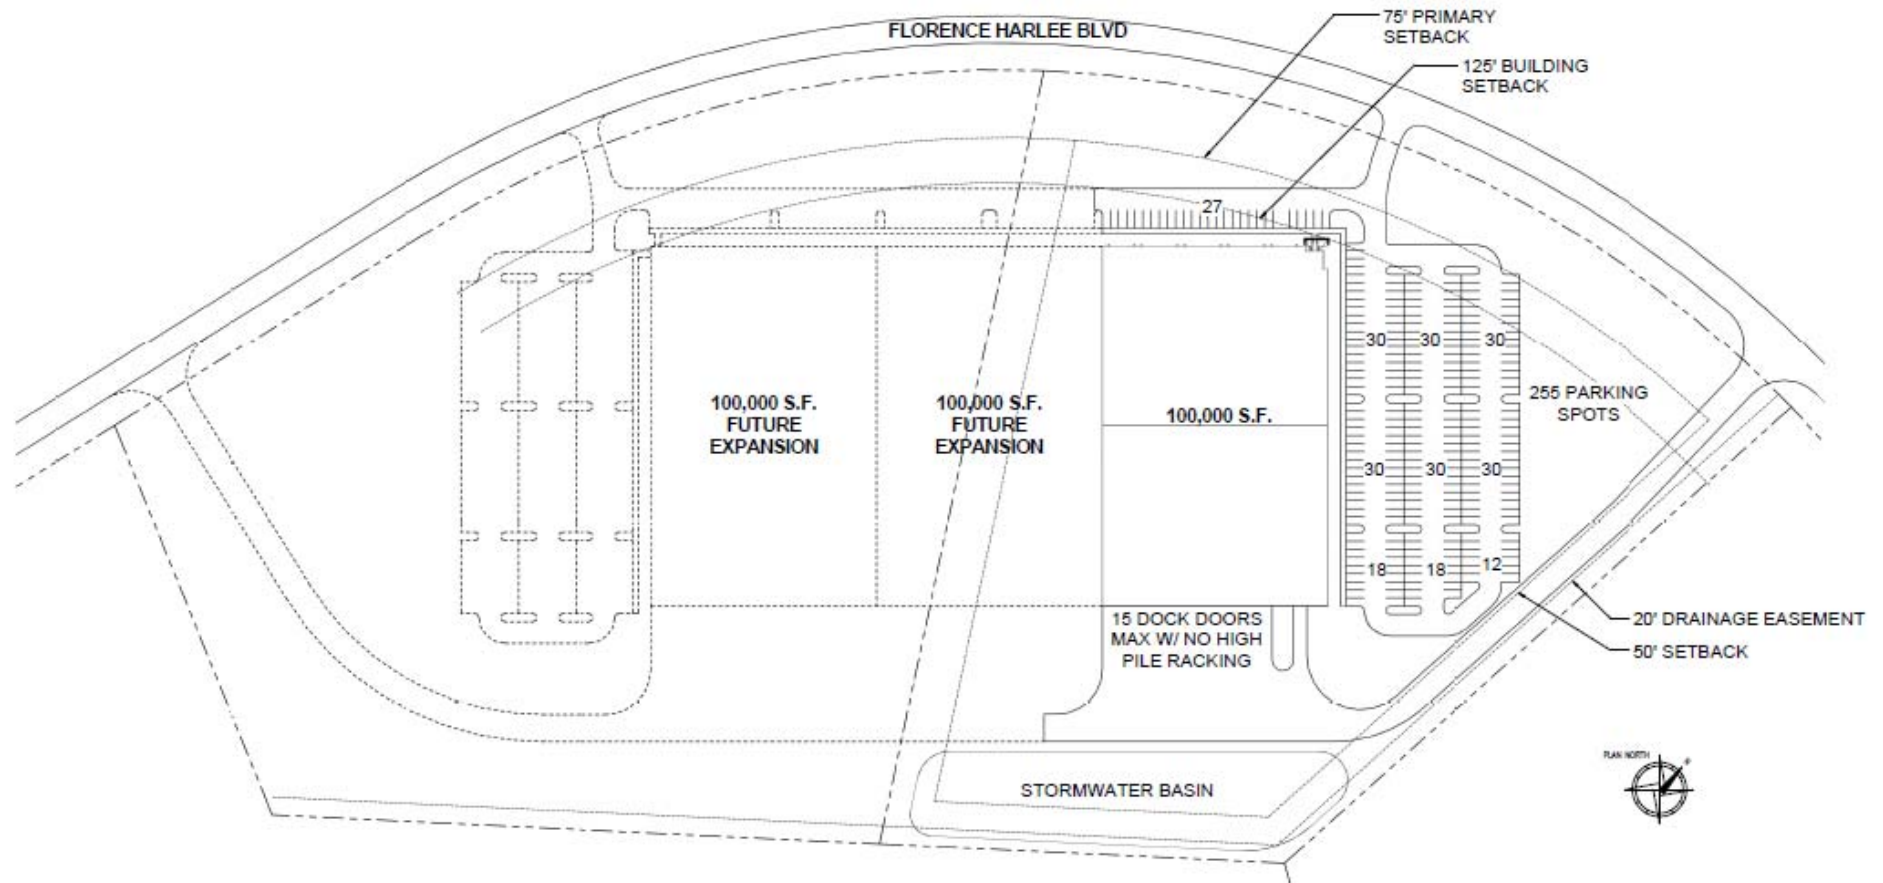 FLORENCE HARLEE BLVD
75' PRIMARY
SETBACK
125' BUILDING
SETBACK
27
30 30 30
100,000 S.F.
FUTURE
EXPANSION
100,000 S.F.
FUTURE
EXPANSION
100,000 S.F.
255 PARKING
SPOTS
30 30 30
18 18 12
15 DOCK DOORS
MAX W/ NO HIGH
PILE RACKING
20' DRAINAGE EASEMENT
50' SETBACK
PLAN NORTH
STORMWATER BASIN